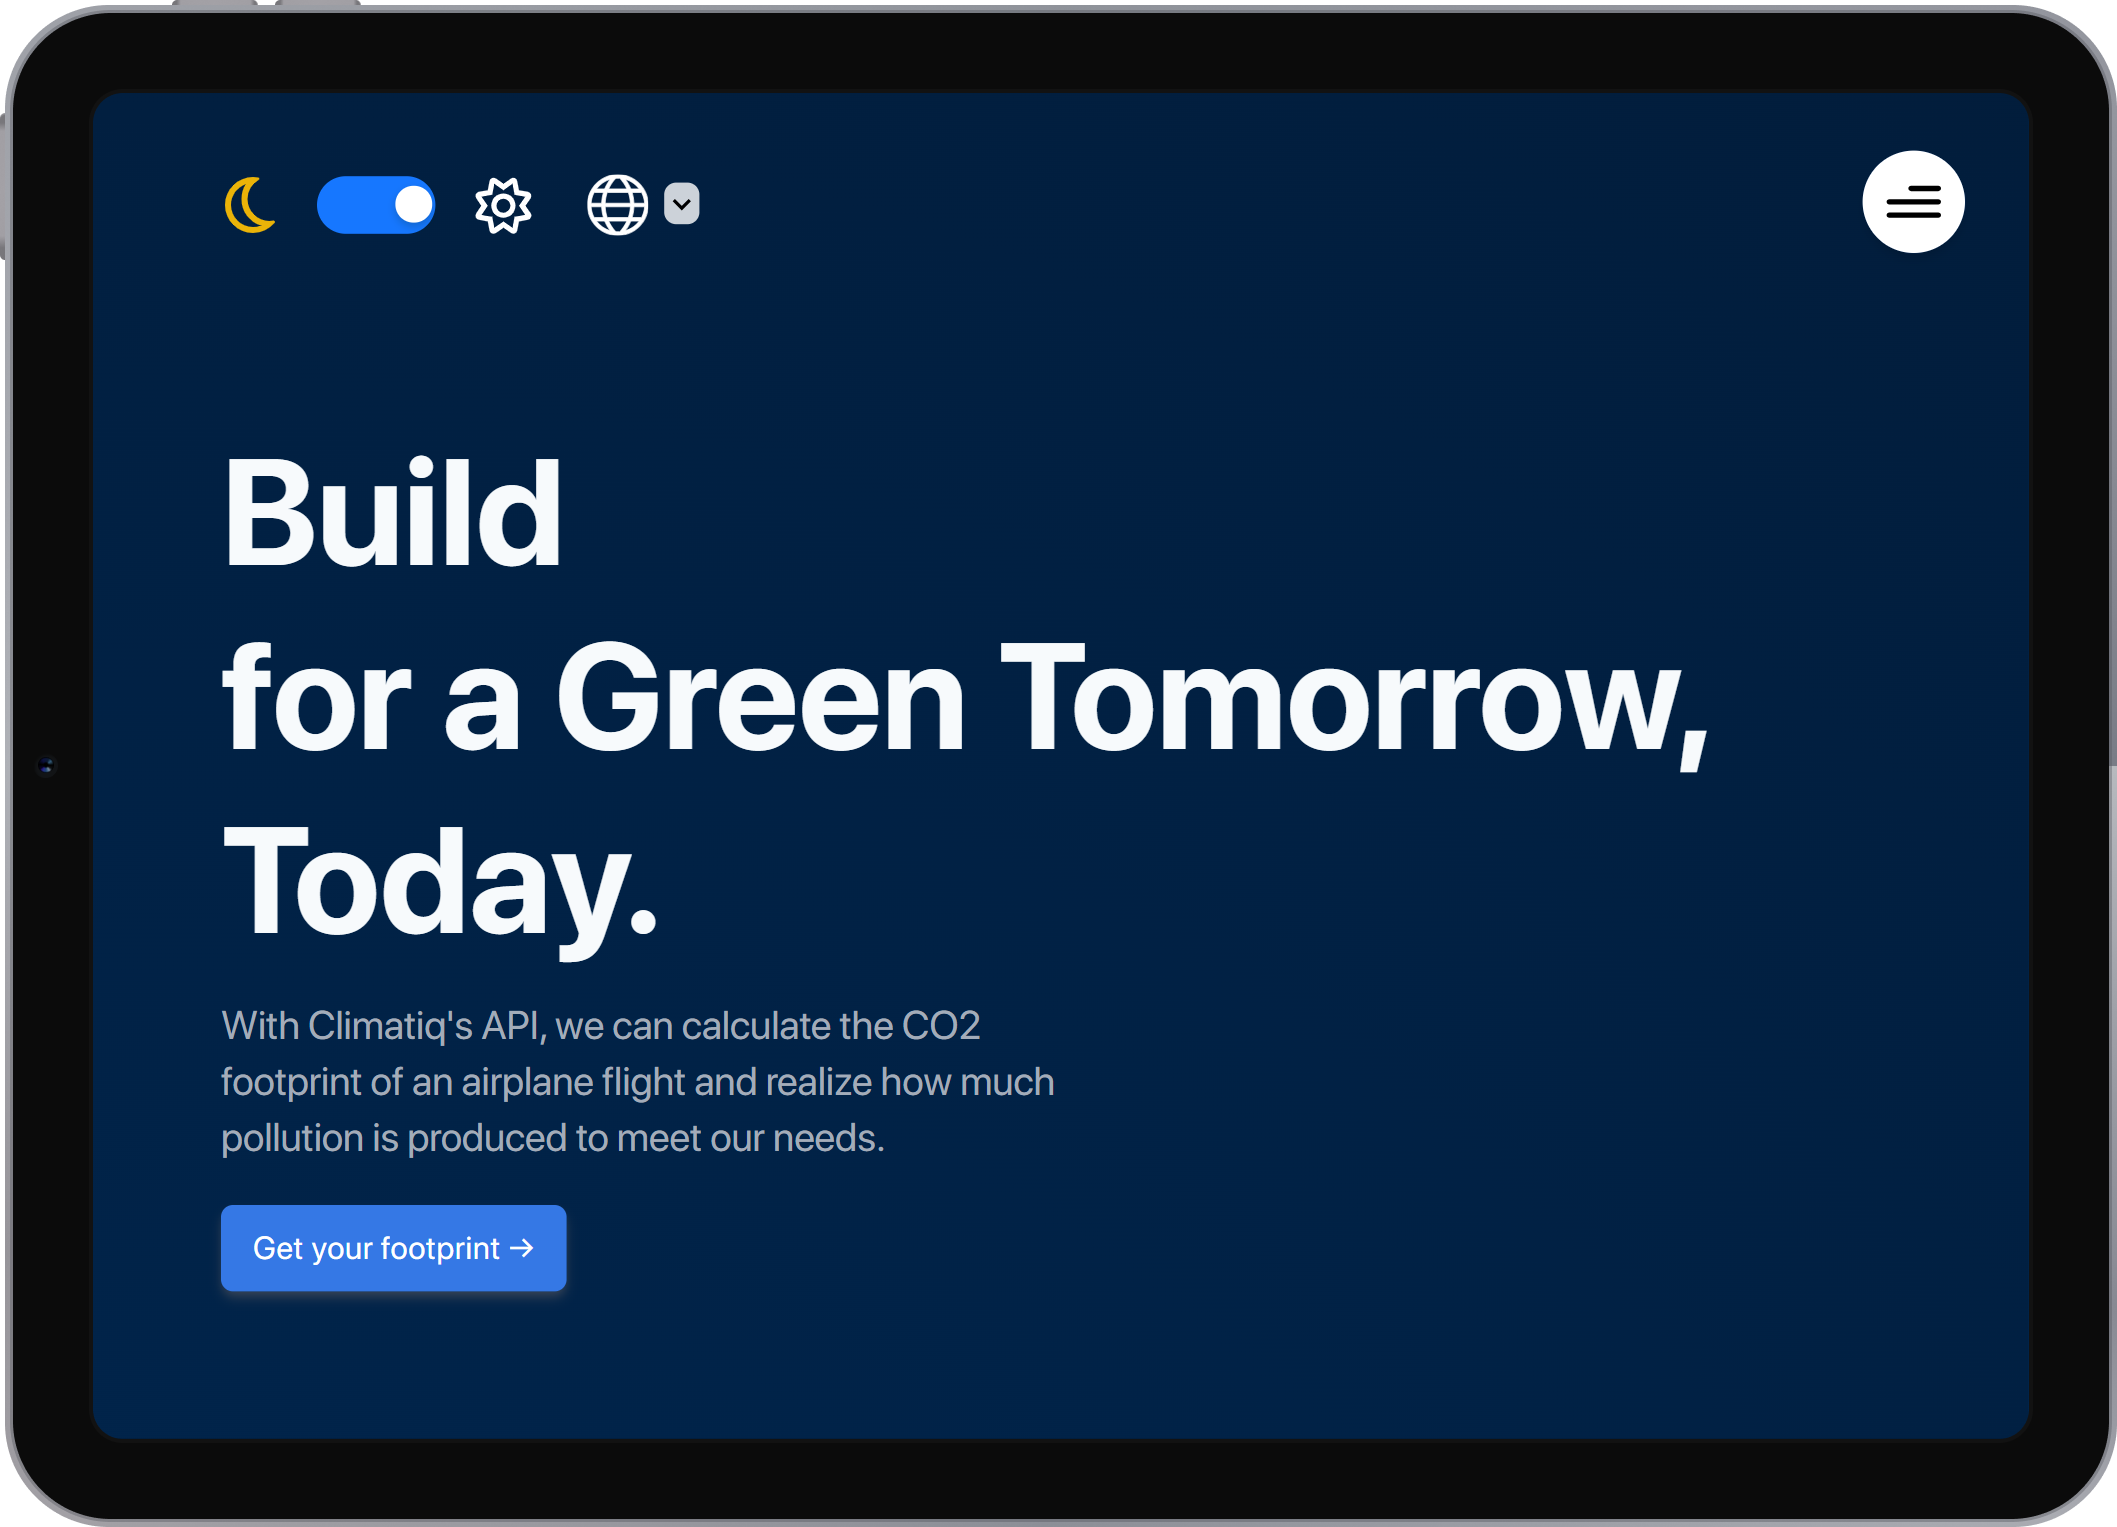 Build
for a Green Tomorrow,
Today.
With Climatiq's API, we can calculate the CO2
footprint of an airplane flight and realize how much
pollution is produced to meet our needs.
Get your footprint →